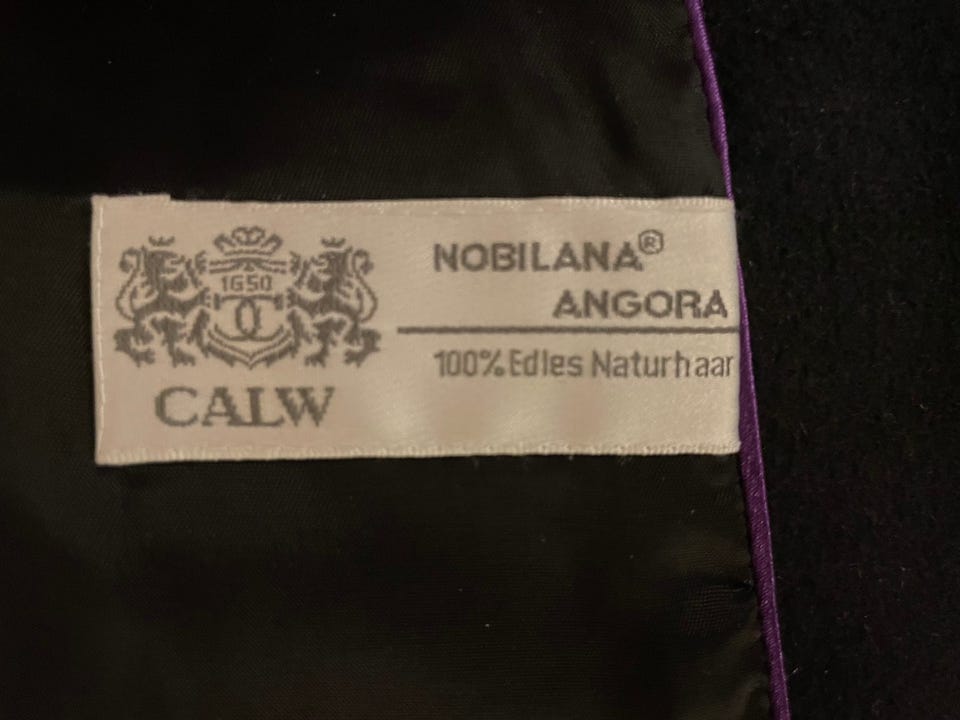 1650
CALW
NOBILANA®
ANGORA
100% Edles Naturhaar